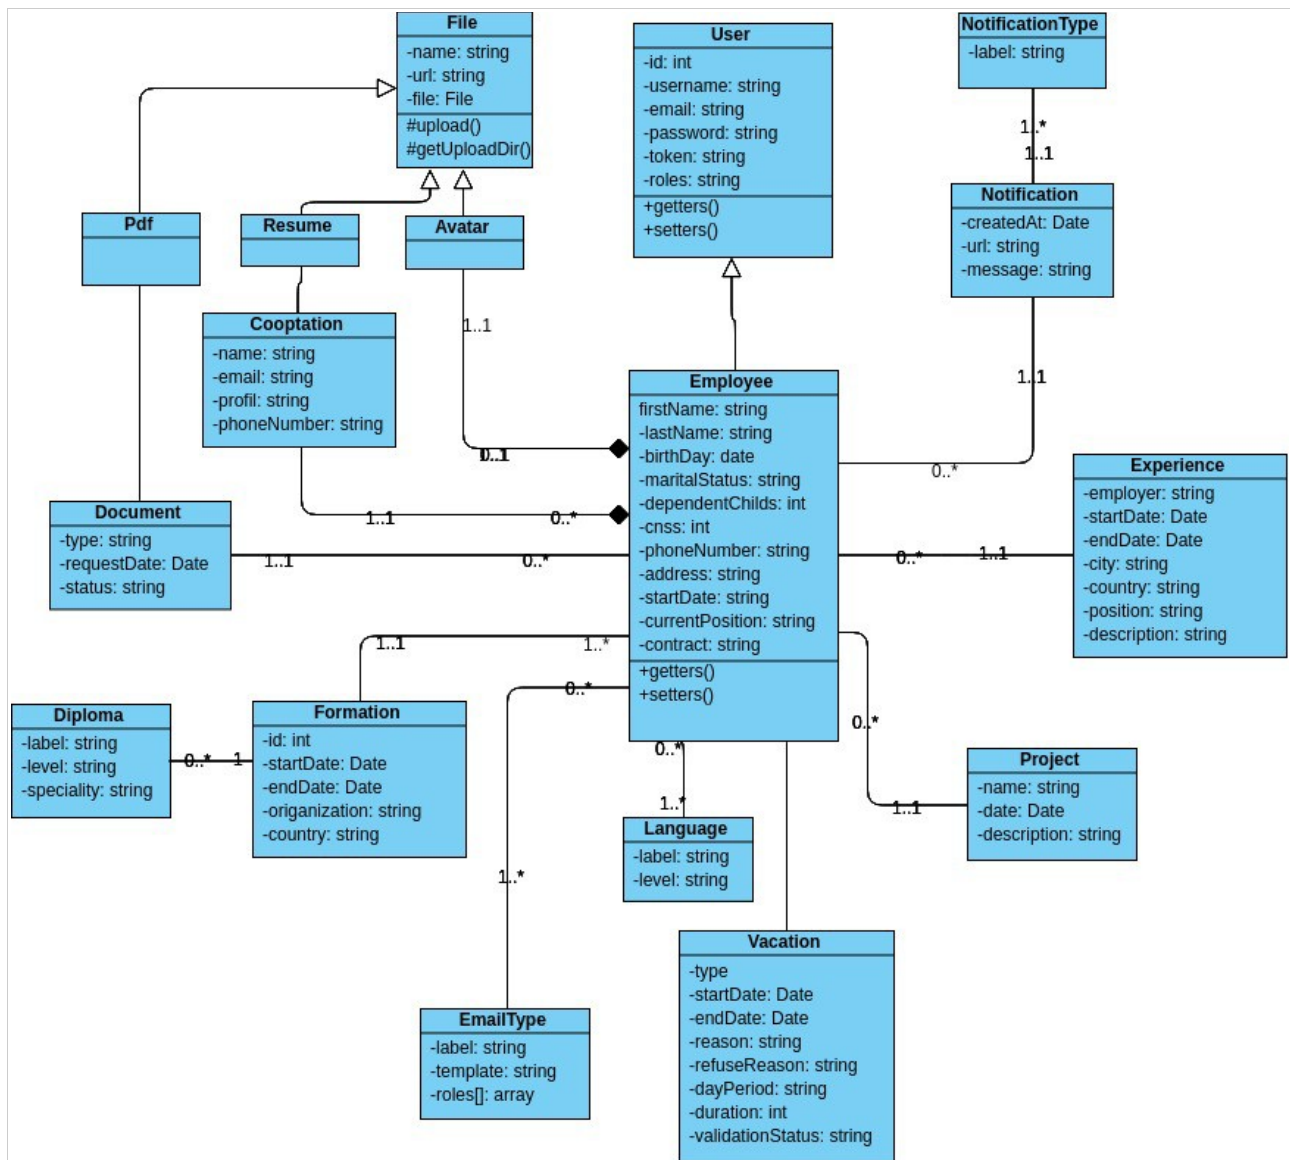 File
-name: string
-url: string
-file: File
#upload()
#getUploadDir()
User
-id: int
-username: string
-email: string
-password: string
-token: string
-roles: string
+getters()
+setters()
NotificationType
-label: string
1..*
1..1
Notification
-createdAt: Date
-url: string
-message: string
1..1
0..*
Pdf
Resume
Avatar
1..1
Cooptation
-name: string
-email: string
-profil: string
-phoneNumber: string
1..1
0..*
Employee
firstName: string
-lastName: string
-birthDay: date
-maritalStatus: string
-dependentChilds: int
-cnss: int
-phoneNumber: string
-address: string
-startDate: string
-currentPosition: string
-contract: string
+getters()
+setters()
Experience
-employer: string
-startDate: Date
-endDate: Date
-city: string
-country: string
-position: string
-description: string
0..*
1..1
Document
-type: string
-requestDate: Date
-status: string
1..1
0..*
1..1
1..*
0..*
Diploma
-label: string
-level: string
-speciality: string
0..*
1
Formation
-id: int
-startDate: Date
-endDate: Date
-origanization: string
-country: string
0..*
1..*
Language
-label: string
-level: string
0..*
1..1
Project
-name: string
-date: Date
-description: string
1..*
EmailType
-label: string
-template: string
-roles[]: array
Vacation
-type
-startDate: Date
-endDate: Date
-reason: string
-refuseReason: string
-dayPeriod: string
-duration: int
-validationStatus: string